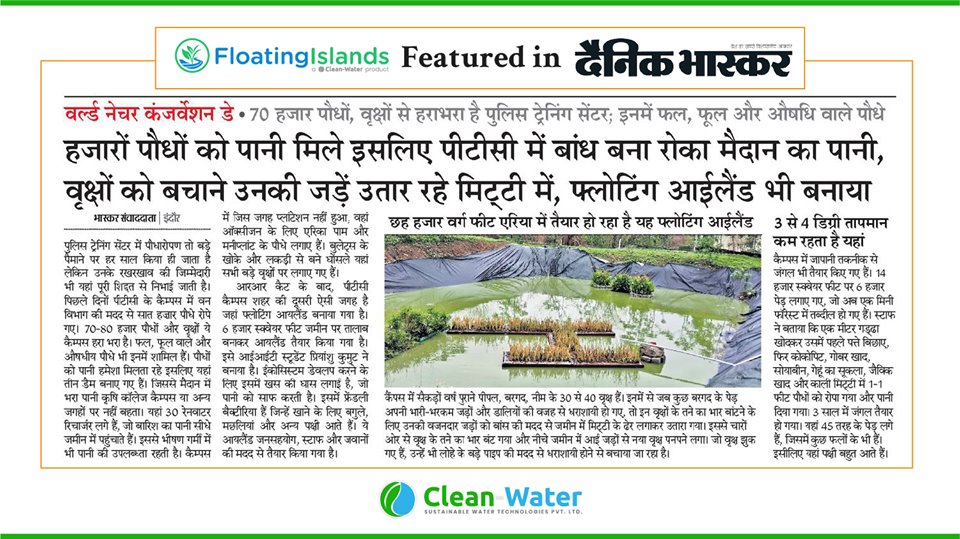 FloatingIslands
a Clean-Water product
Featured in
दैनिक भास्कर
वर्ल्ड नेचर कंजर्वेशन डे • 70 हजार पौधों, वृक्षों से हराभरा है पुलिस ट्रेनिंग सेंटर; इनमें फल, फूल और औषधि वाले पौधे
हजारों पौधों को पानी मिले इसलिए पीटीसी में बांध बना रोका मैदान का पानी,
वृक्षों को बचाने उनकी जड़ें उतार रहे मिट्टी में, फ्लोटिंग आईलैंड भी बनाया
भास्कर संवाददाता | इंदौर
पुलिस ट्रेनिंग सेंटर में पौधारोपण तो बड़े
पैमाने पर हर साल किया ही जाता है
लेकिन उनके रखरखाव की जिम्मेदारी
भी यहां पूरी शिद्दत से निभाई जाती है।
पिछले दिनों पीटीसी के कैम्पस में वन
विभाग की मदद से सात हजार पौधे रोपे
गए। 70-80 हजार पौधों और वृक्षों ये
कैम्पस हरा भरा है। फल, फूल वाले और
औषधीय पौधे भी इनमें शामिल हैं। पौधों
को पानी हमेशा मिलता रहे इसलिए यहां
तीन डैम बनाए गए हैं। जिससे मैदान में
भरा पानी कृषि कॉलेज कैम्पस या अन्य
जगहों पर नहीं बहता। यहां 30 रेनवाटर
रिचार्जर लगे हैं, जो बारिश का पानी सीधे
जमीन में पहुंचाते हैं। इससे भीषण गर्मी में
भी पानी की उपलब्धता रहती है। कैम्पस
में जिस जगह प्लांटेशन नहीं हुआ, वहां
ऑक्सीजन के लिए एरिका पाम और
मनीप्लांट के पौधे लगाए हैं। बुलेट्स के
खोके और लकड़ी से बने घोंसले यहां
सभी बड़े वृक्षों पर लगाए गए हैं।
आरआर कैट के बाद, पीटीसी
कैम्पस शहर की दूसरी ऐसी जगह है
जहां फ्लोटिंग आयलैंड बनाया गया है।
6 हजार स्क्वेयर फीट जमीन पर तालाब
बनाकर आयलैंड तैयार किया गया है।
इसे आईआईटी स्टूडेंट प्रियांशु कुमुट ने
बनाया है। इकोसिस्टम डेवलप करने के
लिए इसमें खस की घास लगाई है, जो
पानी को साफ करती है। इसमें फ्रेंडली
बैक्टीरिया हैं जिन्हें खाने के लिए बगुले,
मछलियां और अन्य पक्षी आते हैं। ये
आयलैंड जनसहयोग, स्टाफ और जवानों
की मदद से तैयार किया गया है।
छह हजार वर्ग फीट एरिया में तैयार हो रहा है यह फ्लोटिंग आईलैंड
कैंपस में सैकड़ों वर्ष पुराने पीपल, बरगद, नीम के 30 से 40 वृक्ष हैं। इनमें से जब कुछ बरगद के पेड़
अपनी भारी-भरकम जड़ों और डालियों की वजह से धराशायी हो गए, तो इन वृक्षों के तने का भार बांटने के
लिए उनकी वजनदार जड़ों को बांस की मदद से जमीन में मिट्टी के ढेर लगाकर उतारा गया। इससे चारों
ओर से वृक्ष के तने का भार बंट गया और नीचे जमीन में आई जड़ों से नया वृक्ष पनपने लगा। जो वृक्ष झुक
गए हैं, उन्हें भी लोहे के बड़े पाइप की मदद से धराशायी होने से बचाया जा रहा है।
3 से 4 डिग्री तापमान
कम रहता है यहां
कैम्पस में जापानी तकनीक से
जंगल भी तैयार किए गए हैं। 14
हजार स्क्वेयर फीट पर 6 हजार
पेड़ लगाए गए, जो अब एक मिनी
फॉरेस्ट में तब्दील हो गए हैं। स्टाफ
ने बताया कि एक मीटर गड्ढा
खोदकर उसमें पहले पत्ते बिछाए,
फिर कोकोपिट, गोबर खाद,
सोयाबीन, गेहूं का सूकला, जैविक
खाद और काली मिट्टी में 1-1
फीट पौधों को रोपा गया और पानी
दिया गया। 3 साल में जंगल तैयार
हो गया। यहां 45 तरह के पेड़ लगे
हैं, जिसमें कुछ फलों के भी हैं।
इसीलिए यहां पक्षी बहुत आते हैं।
Clean-Water
SUSTAINABLE WATER TECHNOLOGIES PVT. LTD.